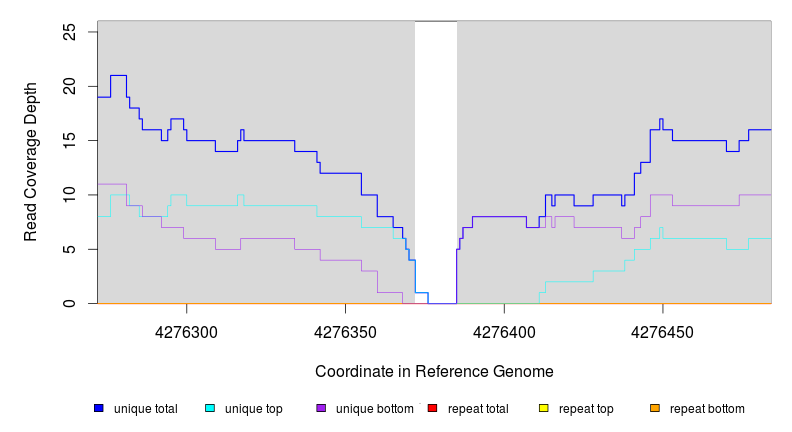 Read Coverage Depth
25
20
15
10
5
0
4276300 4276350 4276400 4276450
Coordinate in Reference Genome
unique total unique top unique bottom repeat total repeat top repeat bottom